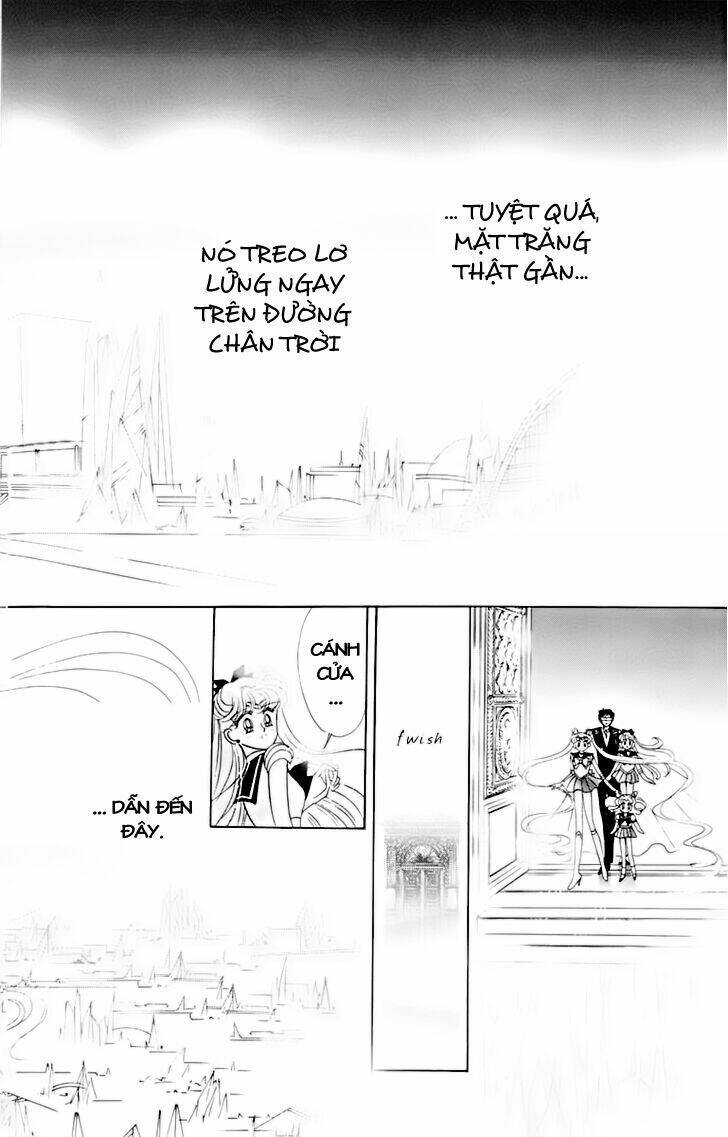 ... TUYỆT QUÁ,
MẶT TRĂNG
THẬT GẦN...
NÓ TREO LƠ
LỬNG NGAY
TRÊN ĐƯỜNG
CHÂN TRỜI
fwish
CÁNH
CỬA
...
... DẪN ĐẾN
ĐÂY.